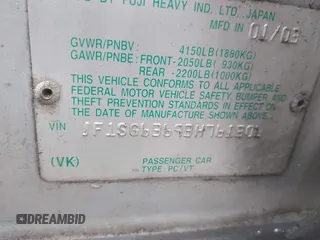 BY FUJI HEAVY IND. LTD., JAPAN
MFD IN 01/03
GVWR/PNBV: 4150LB(1880KG)
GAWR/PNBE: FRONT-2050LB( 930KG)
REAR -2200LB(1000KG)
THIS VEHICLE CONFORMS TO ALL APPLICABLE
FEDERAL MOTOR VEHICLE SAFETY, BUMPER, AND
THEFT PREVENTION STANDARDS IN EFFECT ON
THE DATE OF MANUFACTURE SHOWN ABOVE.
VIN
(VK)
PASSENGER CAR
TYPE: PC/VT
DREAMBID